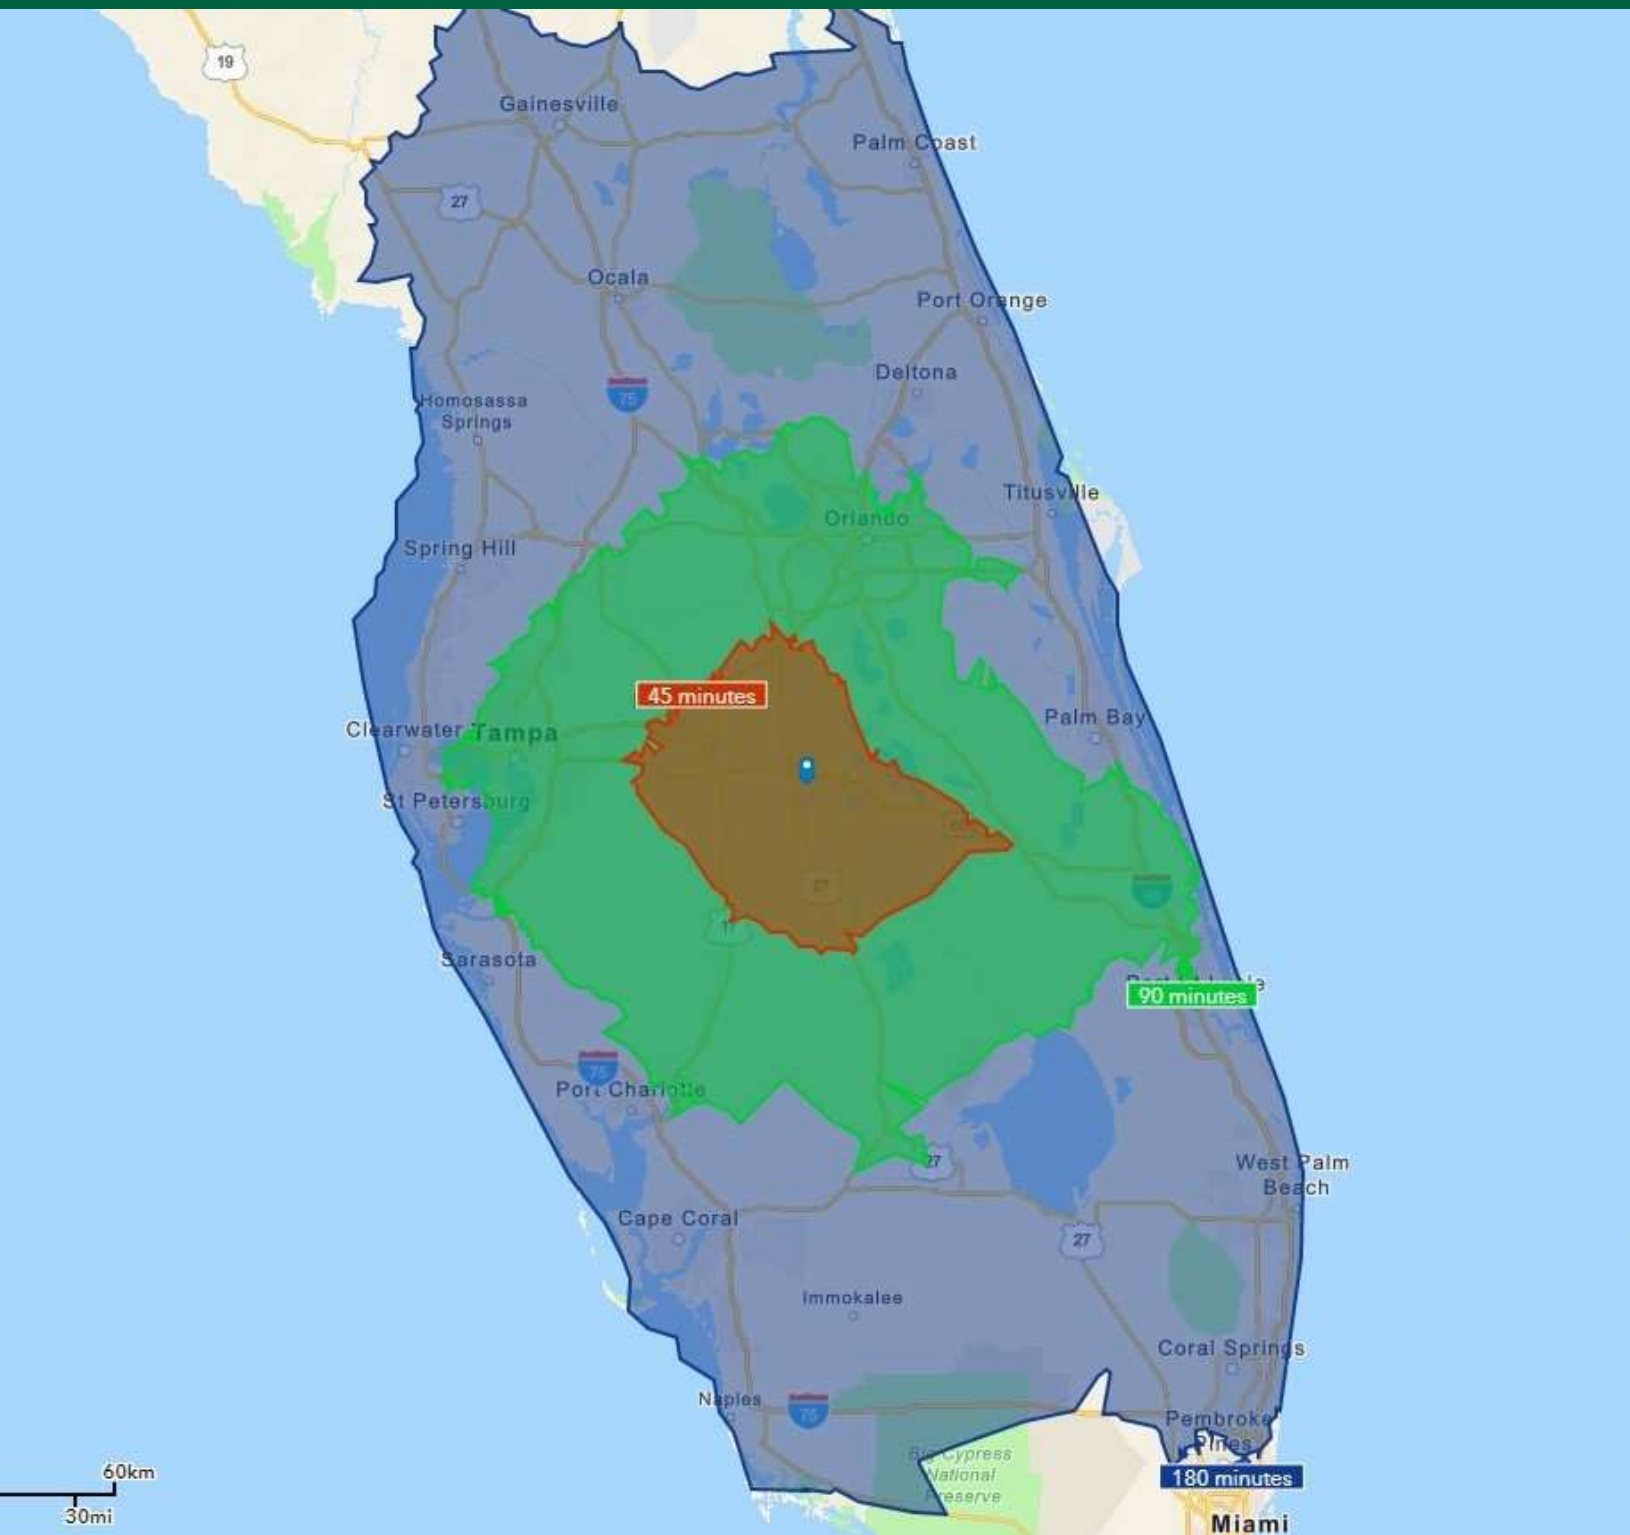 19
Gainesville
Palm Coast
27
Ocala
Port Orange
Deltona
75
Homosassa
Springs
Titusville
Orlando
Spring Hill
45 minutes
Palm Bay
Clearwater
Tampa
St Petersburg
27
17
Sarasota
90 minutes
75
Port Charlotte
27
West Palm
Beach
Cape Coral
27
Immokalee
Coral Springs
Naples
75
Pembroke
Pines
Big Cypress
National
Preserve
60km
180 minutes
30mi
Miami